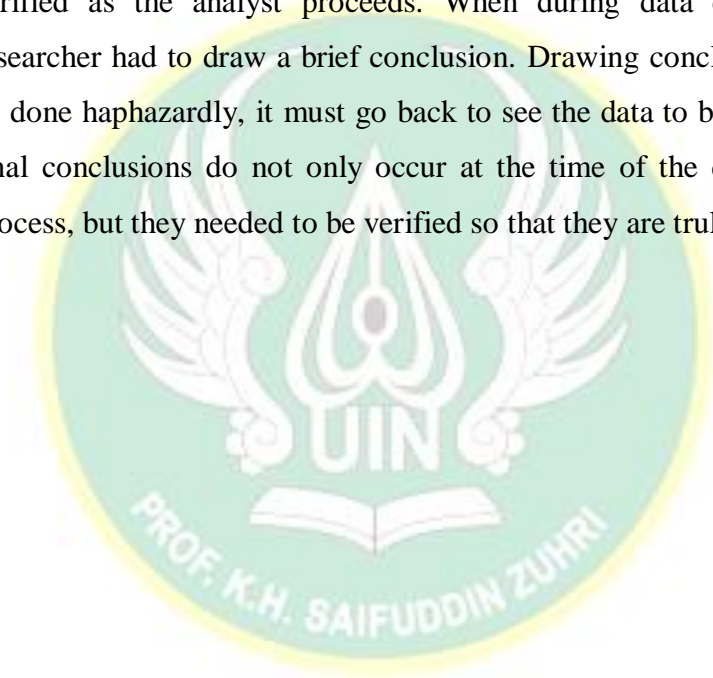 rified as the analyst proceeds. When during data
searcher had to draw a brief conclusion. Drawing
done haphazardly, it must go back to see the data to
nal conclusions do not only occur at the time of the
ocess, but they needed to be verified so that they are
UIN
PROF. K.H. SAIFUDDIN ZUHRI